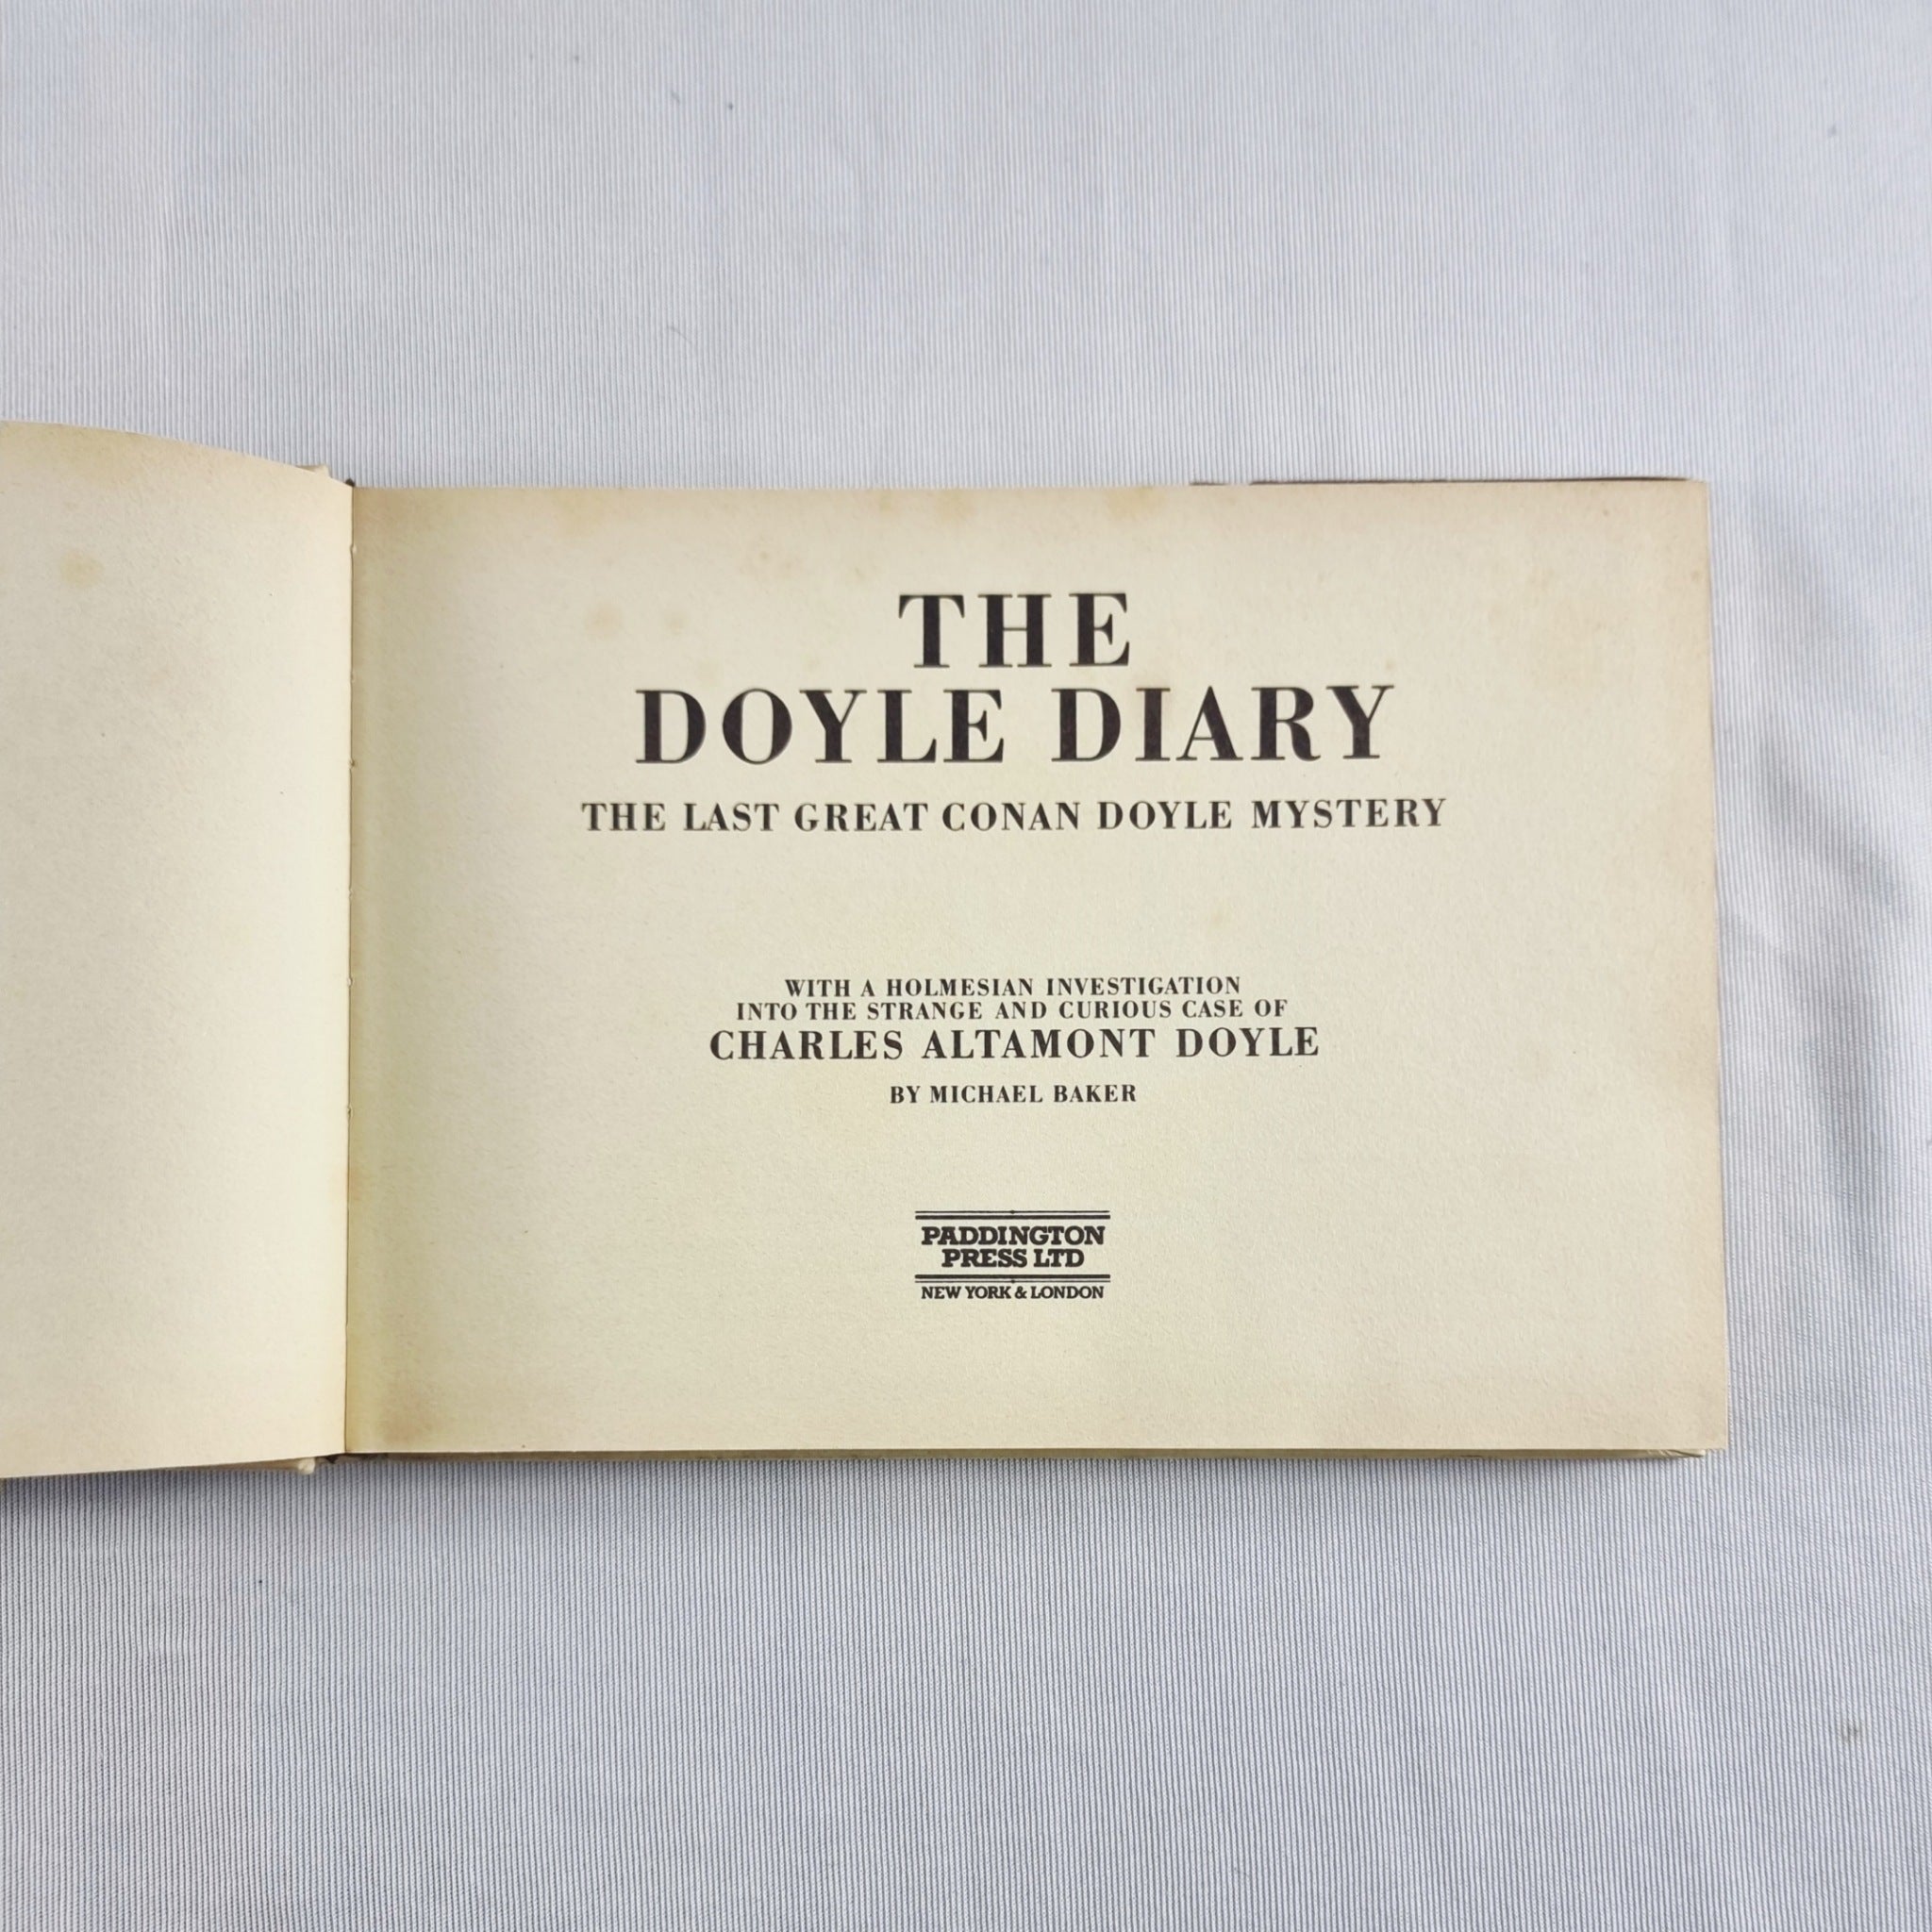 THE
DOYLE DIARY
THE LAST GREAT CONAN DOYLE MYSTERY
WITH A HOLMESIAN INVESTIGATION
INTO THE STRANGE AND CURIOUS CASE OF
CHARLES ALTAMONT DOYLE
BY MICHAEL BAKER
PADDINGTON
PRESS LTD
NEW YORK & LONDON